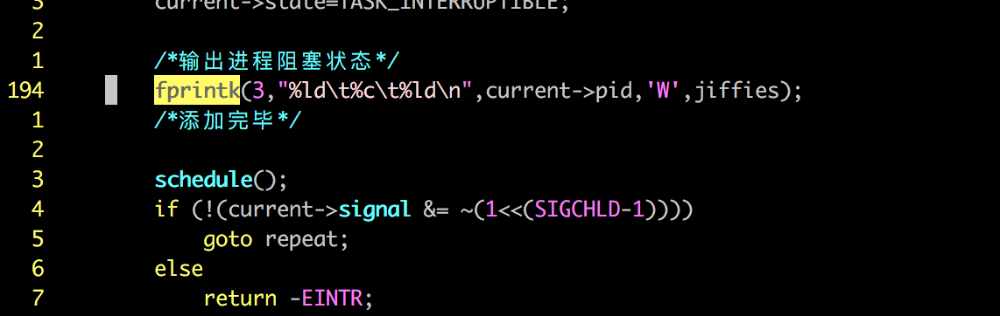 3 current->state=TASK_INTERRUPTIBLE;
2
1 /*输出进程阻塞状态*/
194 fprintk(3,"%ld\t%c\t%ld\n",current->pid,'W',jiffies);
1 /*添加完毕*/
2
3 schedule();
4 if (!(current->signal &= ~(1<<(SIGCHLD-1))))
5 goto repeat;
6 else
7 return -EINTR;